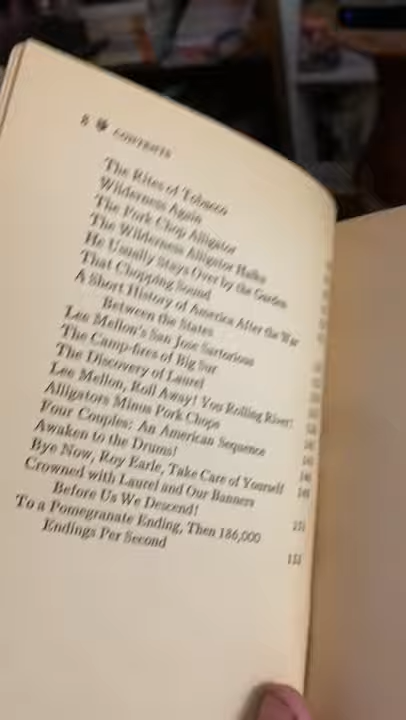 8 ❋ CONTENTS
The Rites of Tobacco
Wilderness Again
The Pork Chop Alligator
The Wilderness Alligator Haiku
He Usually Stays Over by the Garden
That Chopping Sound
A Short History of America After the War
Between the States
Lee Mellon's San Jose Sartorious
The Camp-fires of Big Sur
The Discovery of Laurel
Lee Mellon, Roll Away! You Rolling River!
Alligators Minus Pork Chops
Four Couples: An American Sequence
Awaken to the Drums!
Bye Now, Roy Earle, Take Care of Yourself
Crowned with Laurel and Our Banners
Before Us We Descend!
To a Pomegranate Ending, Then 186,000
Endings Per Second